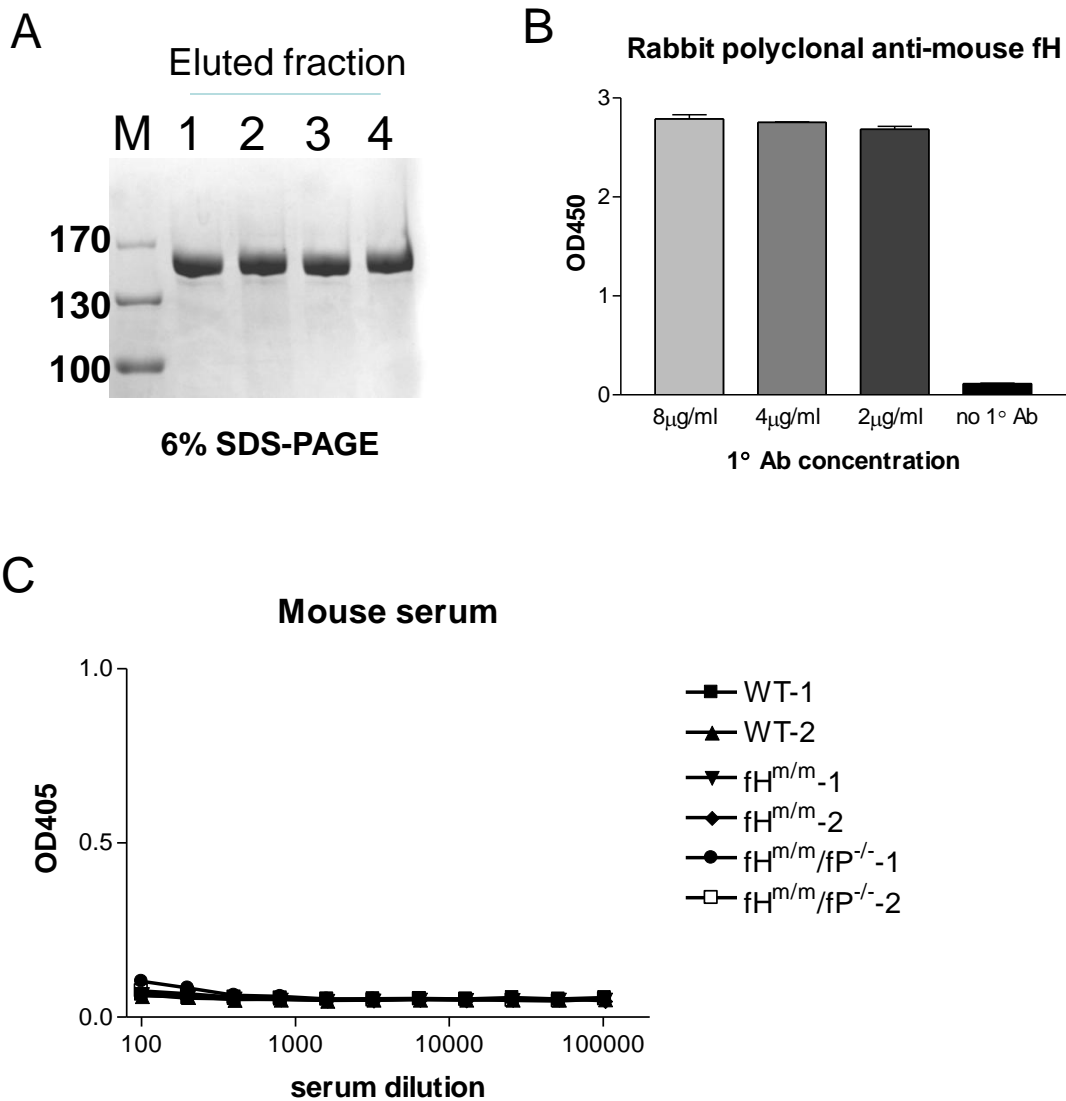 A
Eluted fraction
M 1 2 3 4
170
130
100
6% SDS-PAGE
B
Rabbit polyclonal anti-mouse fH
3
2
1
0
OD450
8μg/ml 4μg/ml 2μg/ml no 1° Ab
1° Ab concentration
C
Mouse serum
1.0
0.5
0.0
OD405
100 1000 10000 100000
serum dilution
WT-1
WT-2
fH^m/m-1
fH^m/m-2
fH^m/m/fP^-/--1
fH^m/m/fP^-/--2